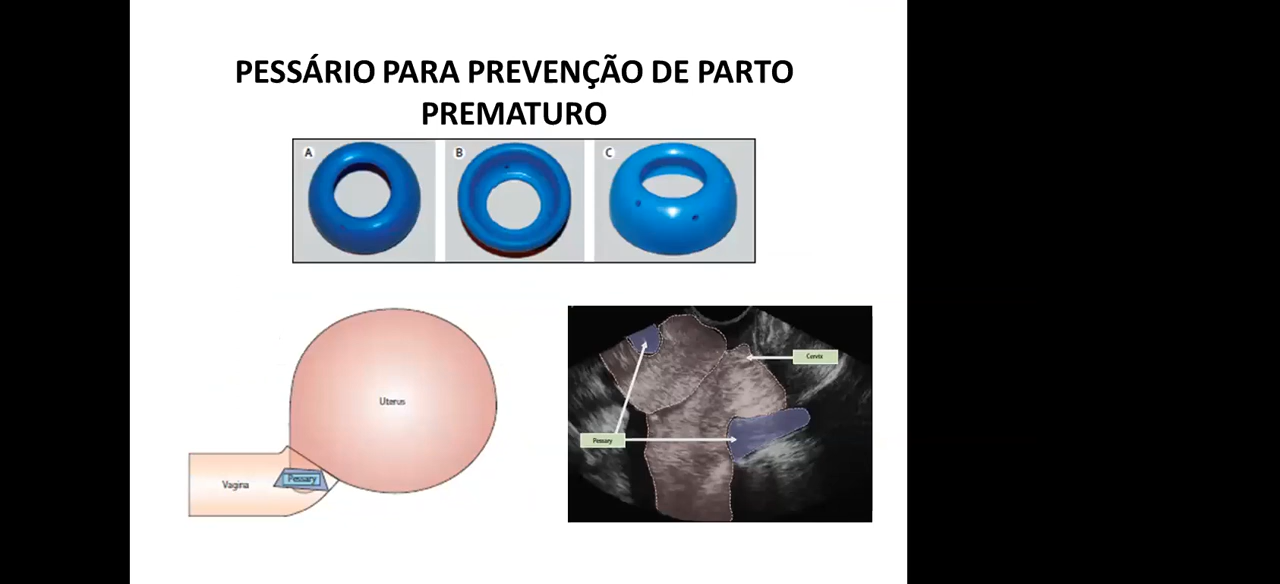 PESSÁRIO PARA PREVENÇÃO DE PARTO
PREMATURO
A
B
C
Uterus
Vagina
Pessary
Cervix
Pessary